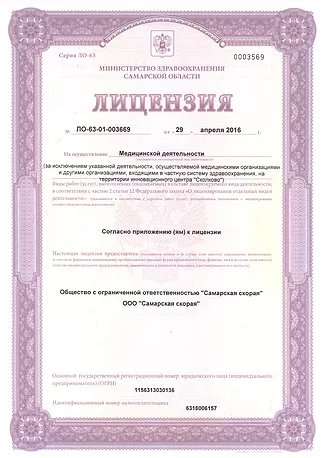 Серия ЛО-63
0003569
МИНИСТЕРСТВО ЗДРАВООХРАНЕНИЯ
САМАРСКОЙ ОБЛАСТИ
ЛИЦЕНЗИЯ
№ ЛО-63-01-003669 от « 29 » апреля 2016 г.
На осуществление Медицинской деятельности
(за исключением указанной деятельности, осуществляемой медицинскими организациями
и другими организациями, входящими в частную систему здравоохранения, на
территории инновационного центра "Сколково")
Виды работ (услуг), выполняемых (оказываемых) в составе лицензируемого вида деятельности,
в соответствии с частью 2 статьи 12 Федерального закона «О лицензировании отдельных видов
деятельности»:
Согласно приложению (ям) к лицензии
Настоящая лицензия предоставлена
Общество с ограниченной ответственностью "Самарская скорая"
ООО "Самарская скорая"
Основной государственный регистрационный номер юридического лица (индивидуального
предпринимателя) (ОГРН)
1156313030136
Идентификационный номер налогоплательщика
6318006157